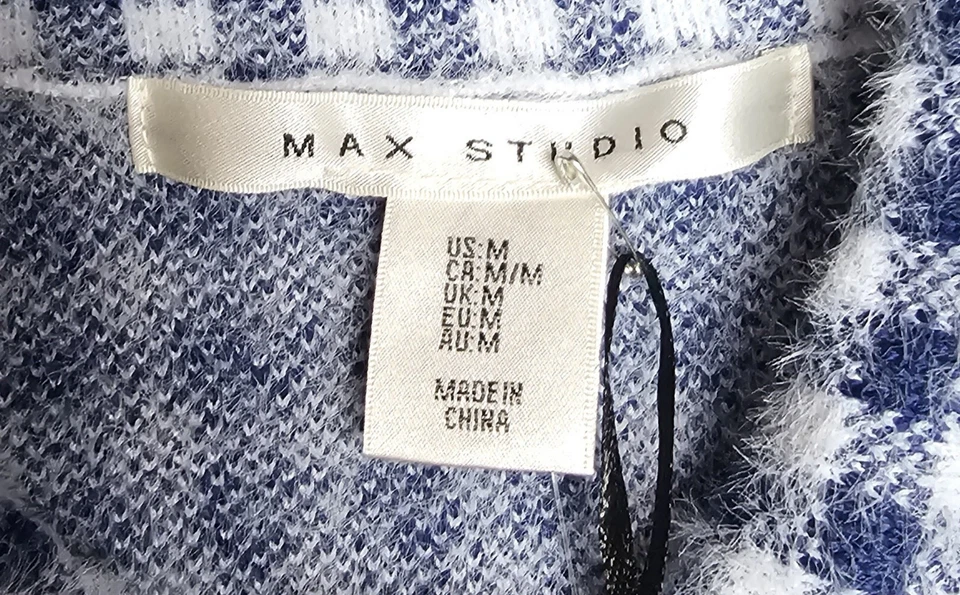 MAX STUDIO
US:M
CA:M/M
UK:M
EU:M
AU:M
MADE IN
CHINA